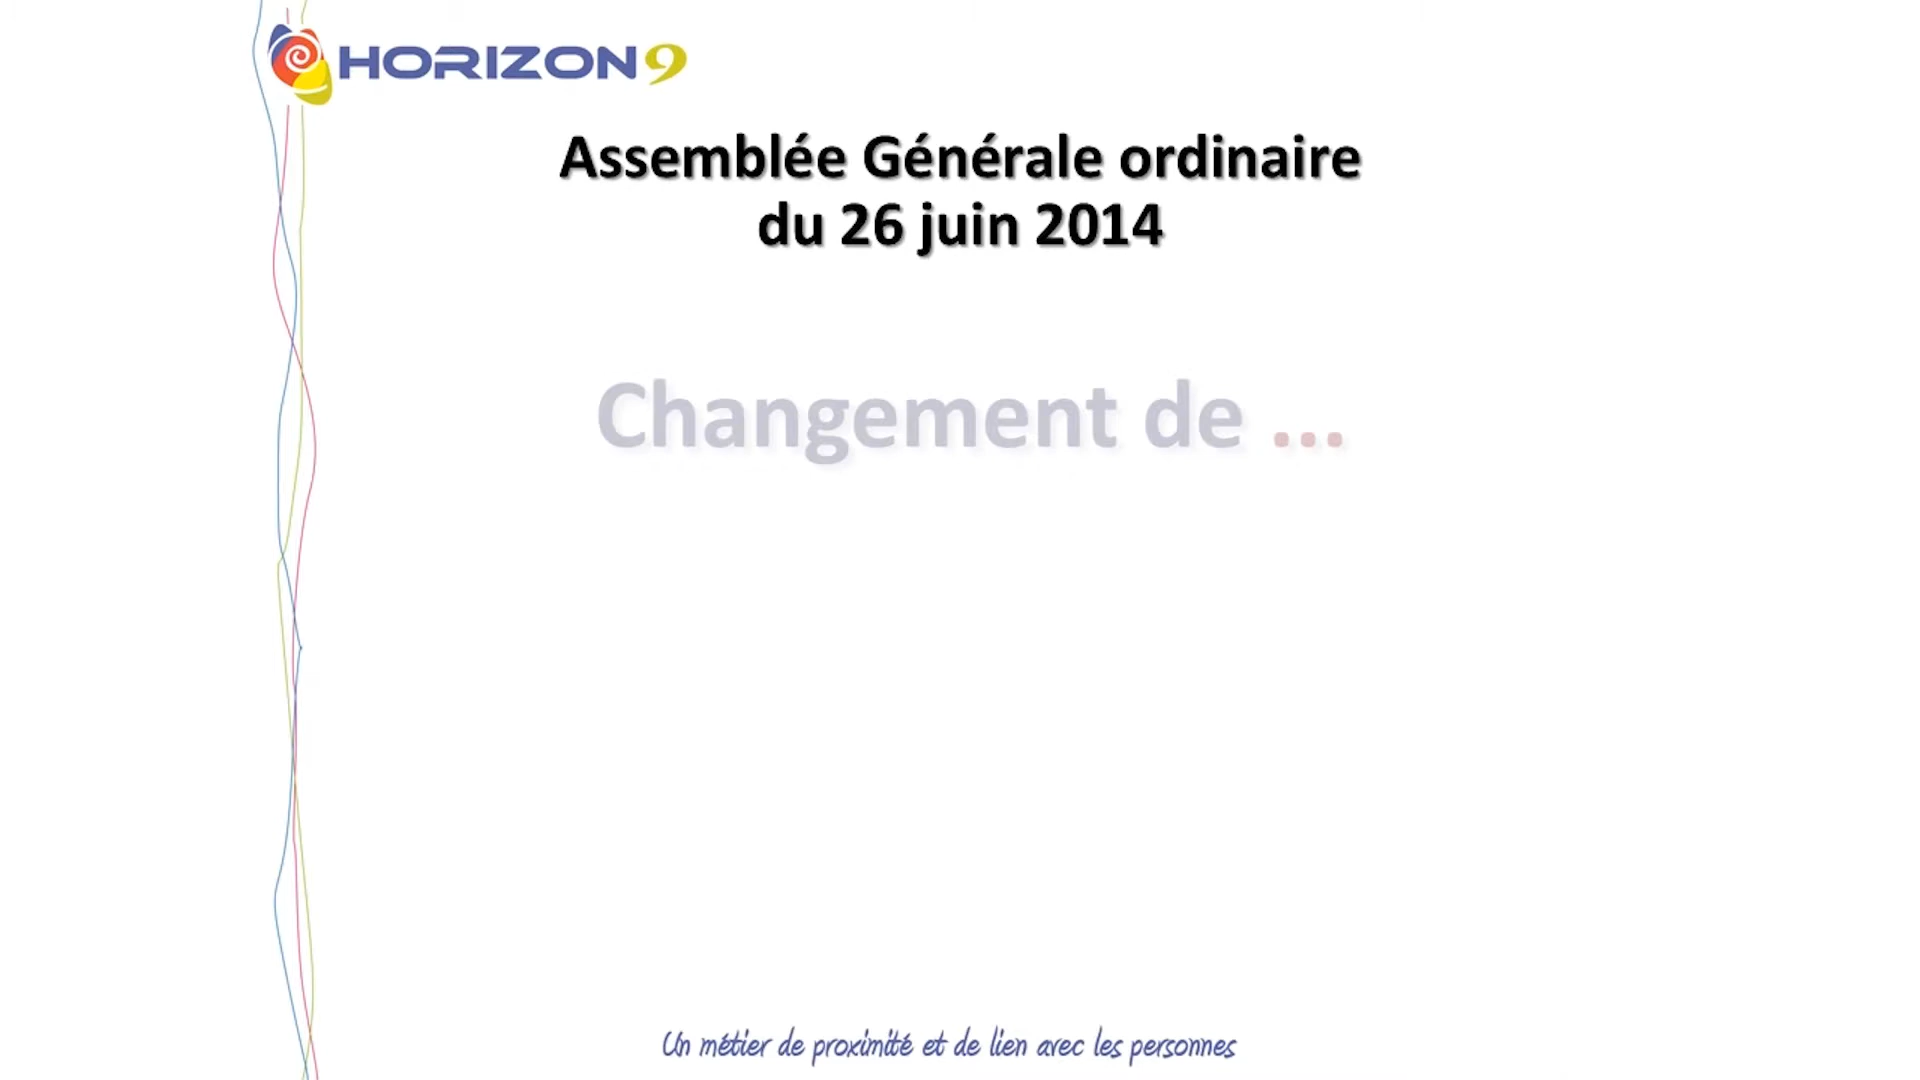 HORIZON9
Assemblée Générale ordinaire
du 26 juin 2014
Changement de ...
Un métier de proximité et de lien avec les personnes